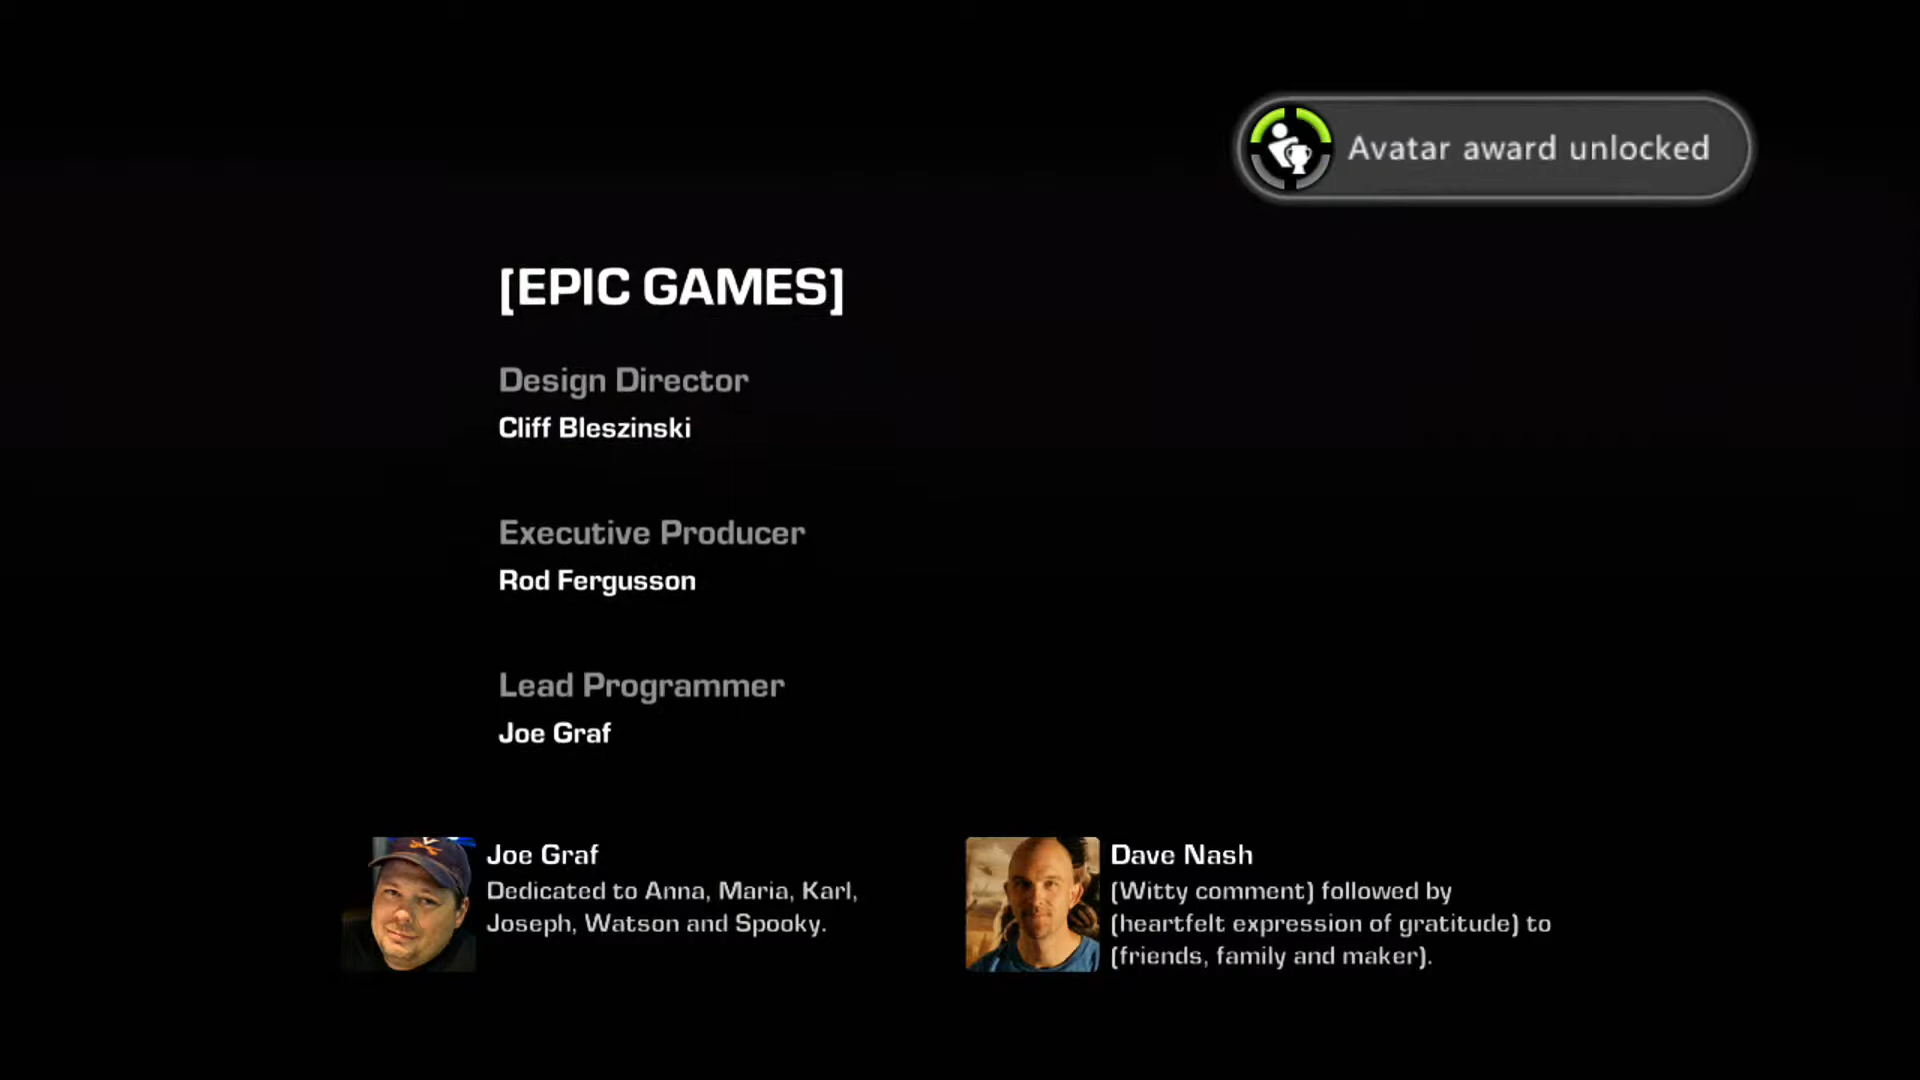 Avatar award unlocked
[EPIC GAMES]
Design Director
Cliff Bleszinski
Executive Producer
Rod Fergusson
Lead Programmer
Joe Graf
Joe Graf
Dedicated to Anna, Maria, Karl,
Joseph, Watson and Spooky.
Dave Nash
(Witty comment) followed by
(heartfelt expression of gratitude) to
(friends, family and maker).